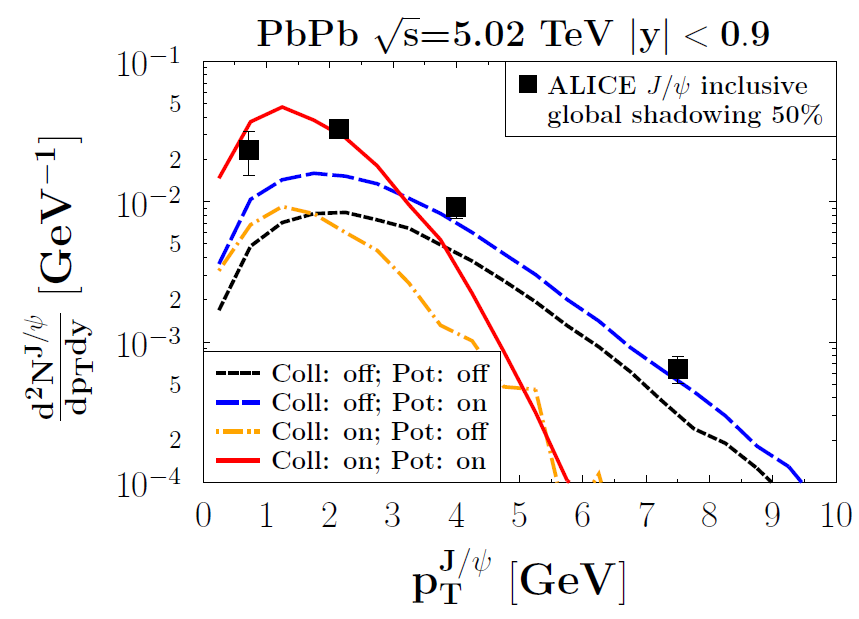 PbPb √s=5.02 TeV |y| < 0.9
ALICE J/ψ inclusive
global shadowing 50%
d²N^{J/ψ}/dp_Tdy [GeV⁻¹]
10⁻¹
5
2
10⁻²
5
2
10⁻³
5
2
10⁻⁴
Coll: off; Pot: off
Coll: off; Pot: on
Coll: on; Pot: off
Coll: on; Pot: on
0 1 2 3 4 5 6 7 8 9 10
p_T^{J/ψ} [GeV]